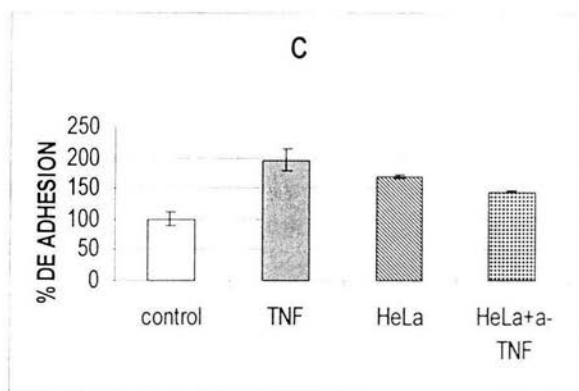 C
% DE ADHESION
250
200
150
100
50
0
control
TNF
HeLa
HeLa+a-
TNF